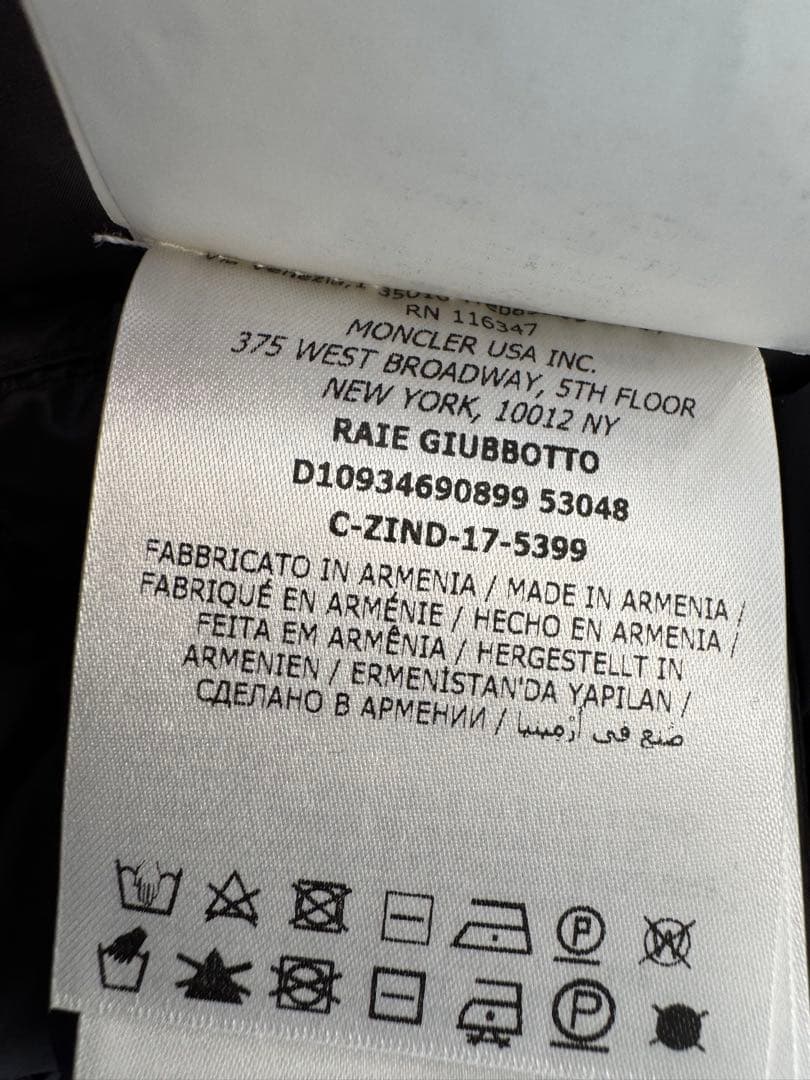 RN 116347
MONCLER USA INC.
375 WEST BROADWAY, 5TH FLOOR
NEW YORK, 10012 NY
RAIE GIUBBOTTO
D10934690899 53048
C-ZIND-17-5399
FABBRICATO IN ARMENIA / MADE IN ARMENIA /
FABRIQUÉ EN ARMÉNIE / HECHO EN ARMENIA /
FEITA EM ARMÊNIA / HERGESTELLT IN
ARMENIEN / ERMENİSTAN'DA YAPILAN /
СДЕЛАНО В АРМЕНИИ / صُنع في أرمينيا
P W
P